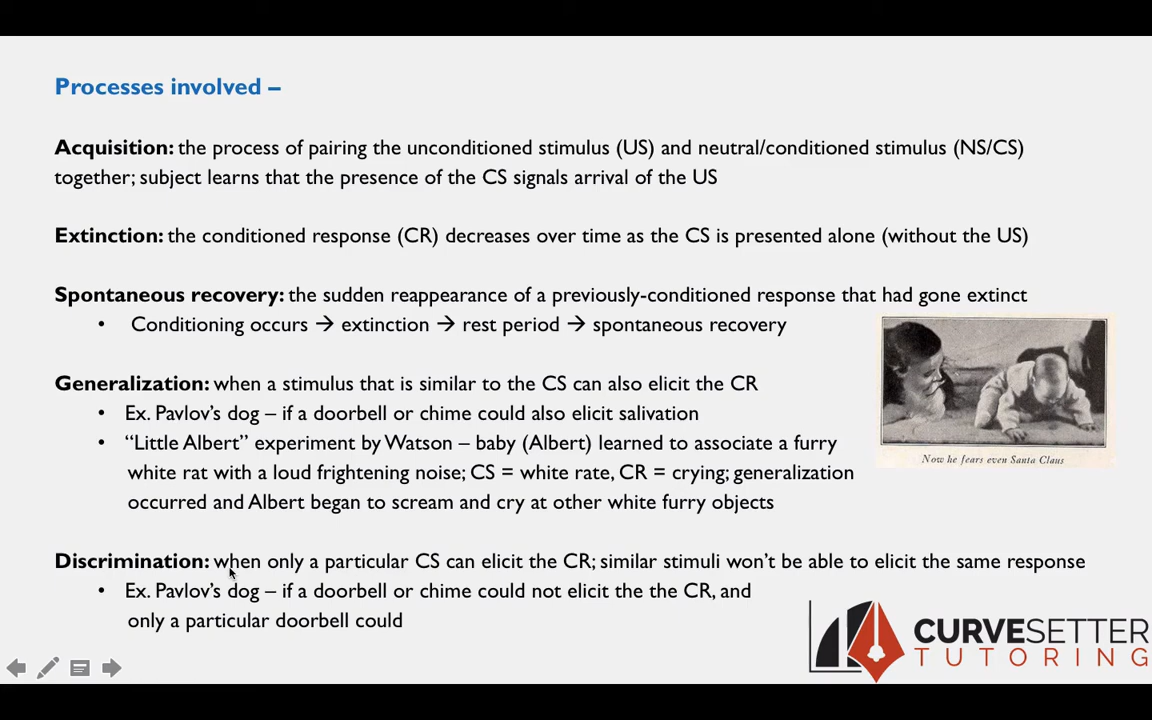 Processes involved –
Acquisition: the process of pairing the unconditioned stimulus (US) and neutral/conditioned stimulus (NS/CS)
together; subject learns that the presence of the CS signals arrival of the US
Extinction: the conditioned response (CR) decreases over time as the CS is presented alone (without the US)
Spontaneous recovery: the sudden reappearance of a previously-conditioned response that had gone extinct
• Conditioning occurs → extinction → rest period → spontaneous recovery
Generalization: when a stimulus that is similar to the CS can also elicit the CR
• Ex. Pavlov's dog – if a doorbell or chime could also elicit salivation
• “Little Albert” experiment by Watson – baby (Albert) learned to associate a furry
white rat with a loud frightening noise; CS = white rate, CR = crying; generalization
occurred and Albert began to scream and cry at other white furry objects
Now he fears even Santa Claus
Discrimination: when only a particular CS can elicit the CR; similar stimuli won't be able to elicit the same response
• Ex. Pavlov's dog – if a doorbell or chime could not elicit the the CR, and
only a particular doorbell could
CURVESETTER
TUTORING